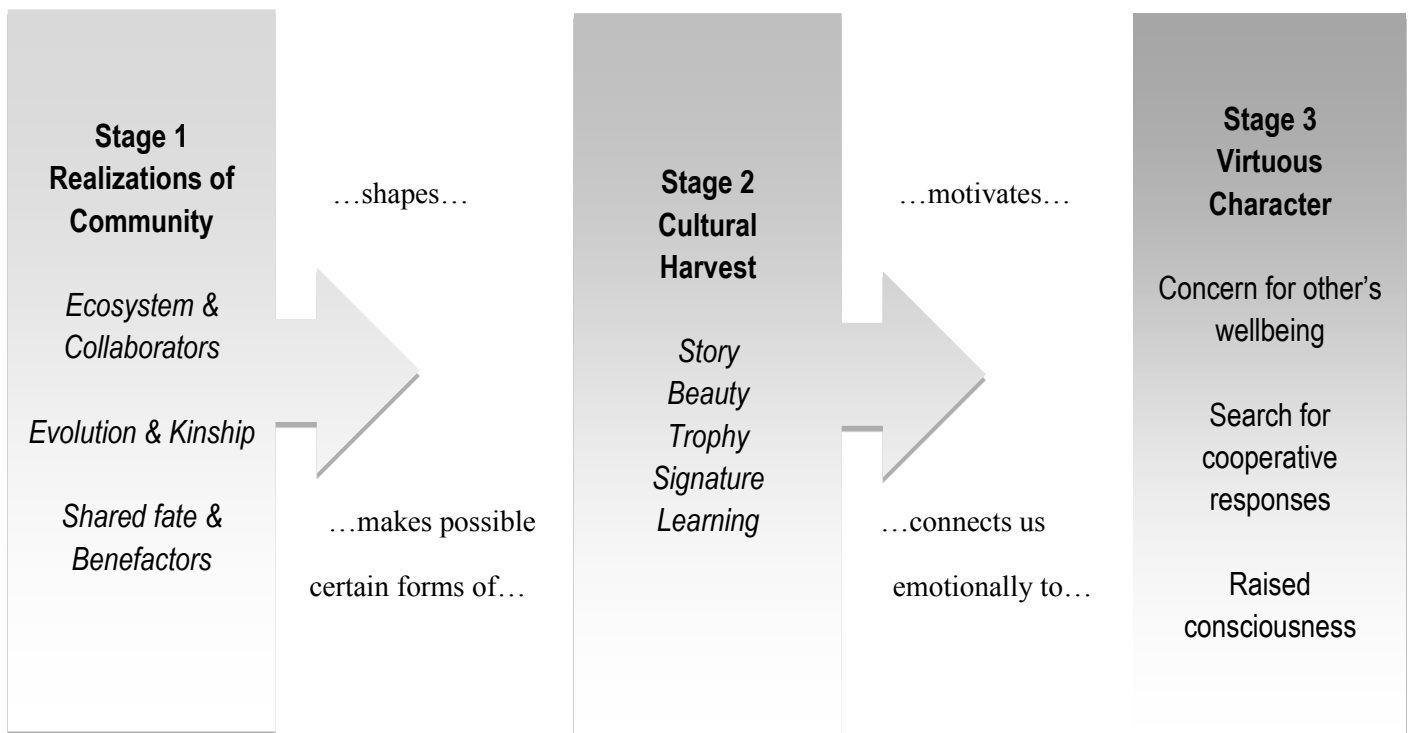 Stage 1
Realizations of
Community
Ecosystem &
Collaborators
Evolution & Kinship
Shared fate &
Benefactors
…shapes…
…makes possible
certain forms of…
Stage 2
Cultural
Harvest
Story
Beauty
Trophy
Signature
Learning
…motivates…
…connects us
emotionally to…
Stage 3
Virtuous
Character
Concern for other's
wellbeing
Search for
cooperative
responses
Raised
consciousness